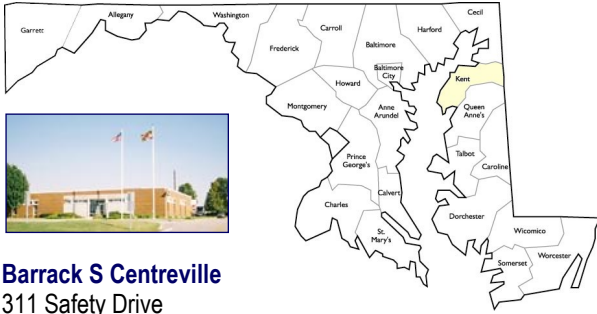 Garrett
Allegany
Washington
Frederick
Carroll
Baltimore
Harford
Cecil
Baltimore
City
Howard
Montgomery
Anne
Arundel
Kent
Queen
Anne's
Prince
George's
Talbot
Caroline
Calvert
Charles
St.
Mary's
Dorchester
Wicomico
Somerset
Worcester
Barrack S Centreville
311 Safety Drive